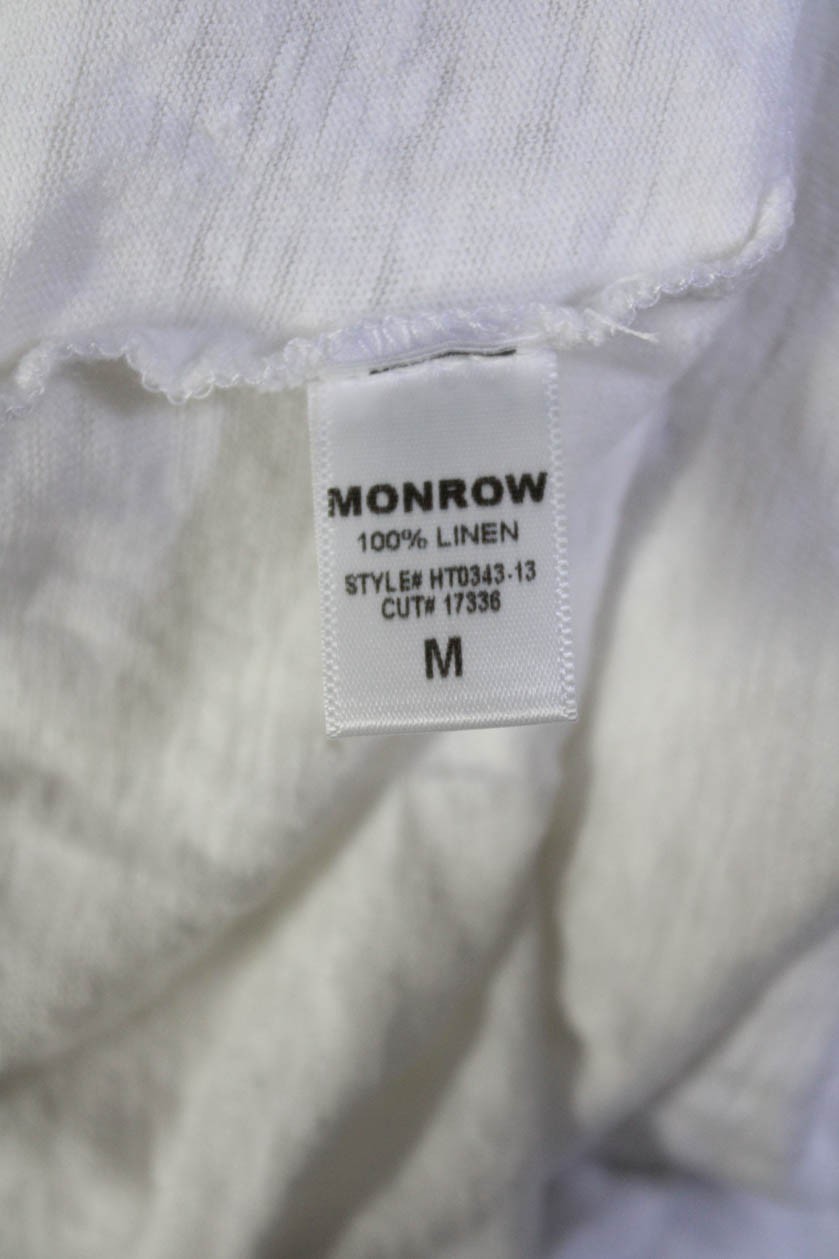 MONROW
100% LINEN
STYLE# HT0343-13
CUT# 17336
M